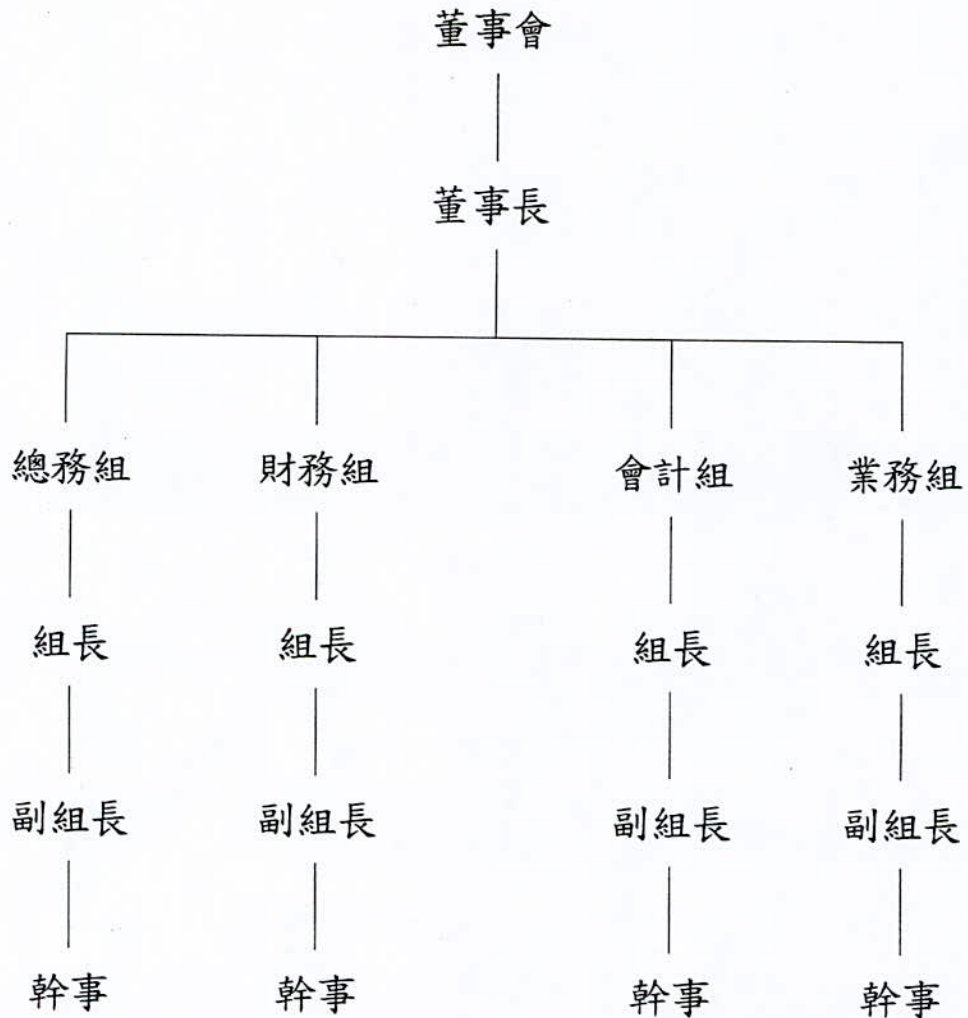 董事會
董事長
總務組 財務組 會計組 業務組
組長 組長 組長 組長
副組長 副組長 副組長 副組長
幹事 幹事 幹事 幹事